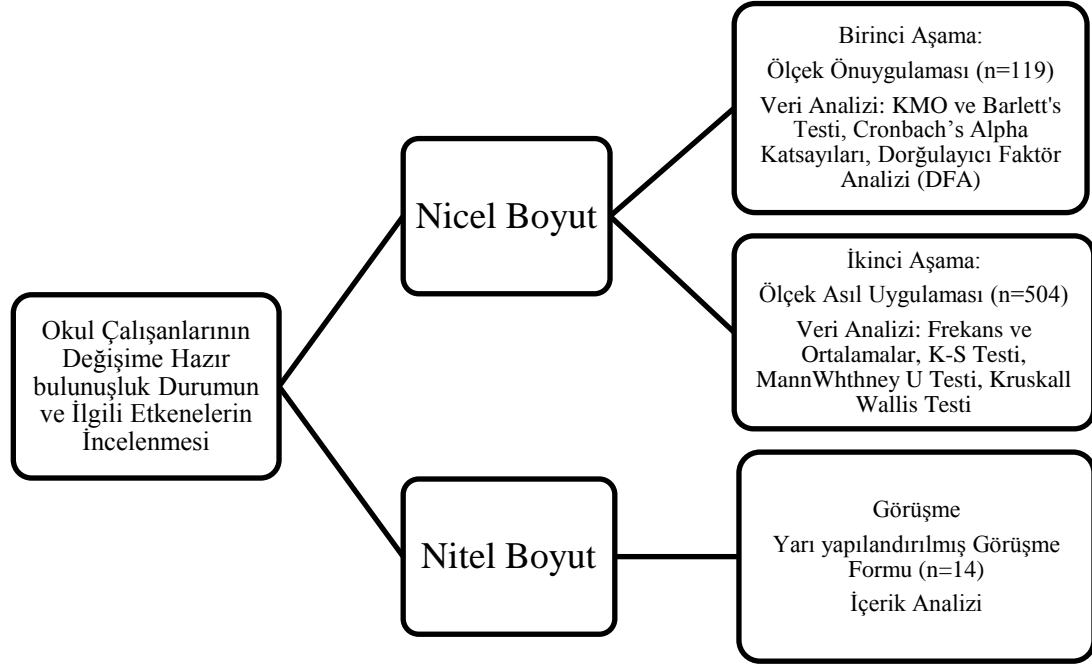 Okul Çalışanlarının
Değişime Hazır
bulunuşluk Durumun
ve İlgili Etkenelerin
İncelenmesi
Nicel Boyut
Birinci Aşama:
Ölçek Önuygulaması (n=119)
Veri Analizi: KMO ve Barlett's
Testi, Cronbach’s Alpha
Katsayıları, Dorğulayıcı Faktör
Analizi (DFA)
İkinci Aşama:
Ölçek Asıl Uygulaması (n=504)
Veri Analizi: Frekans ve
Ortalamalar, K-S Testi,
MannWhthney U Testi, Kruskall
Wallis Testi
Nitel Boyut
Görüşme
Yarı yapılandırılmış Görüşme
Formu (n=14)
İçerik Analizi